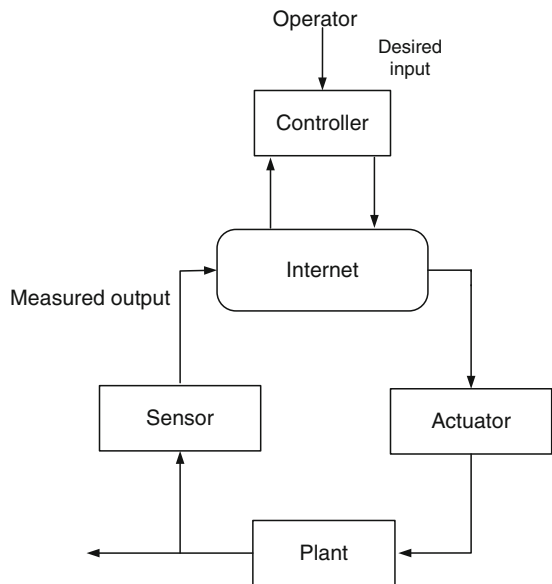 Operator
Desired
input
Controller
Internet
Measured output
Sensor
Actuator
Plant